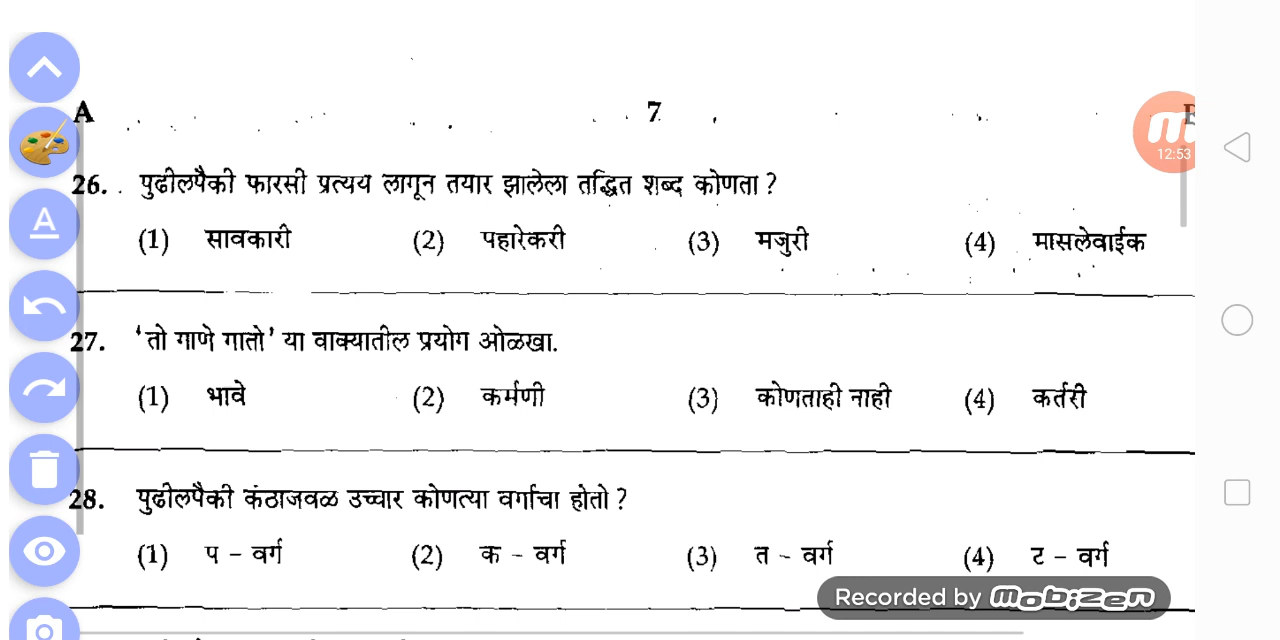 A 7
12:53
26. पुढीलपैकी फारसी प्रत्यय लागून तयार झालेला तद्धित शब्द कोणता ?
(1) सावकारी (2) पहारेकरी (3) मजुरी (4) मासलेवाईक
27. 'तो गाणे गातो' या वाक्यातील प्रयोग ओळखा.
(1) भावे (2) कर्मणी (3) कोणताही नाही (4) कर्तरी
28. पुढीलपैकी कंठाजवळ उच्चार कोणत्या वर्गाचा होतो ?
(1) प – वर्ग (2) क – वर्ग (3) त – वर्ग (4) ट – वर्ग
Recorded by Mobizen